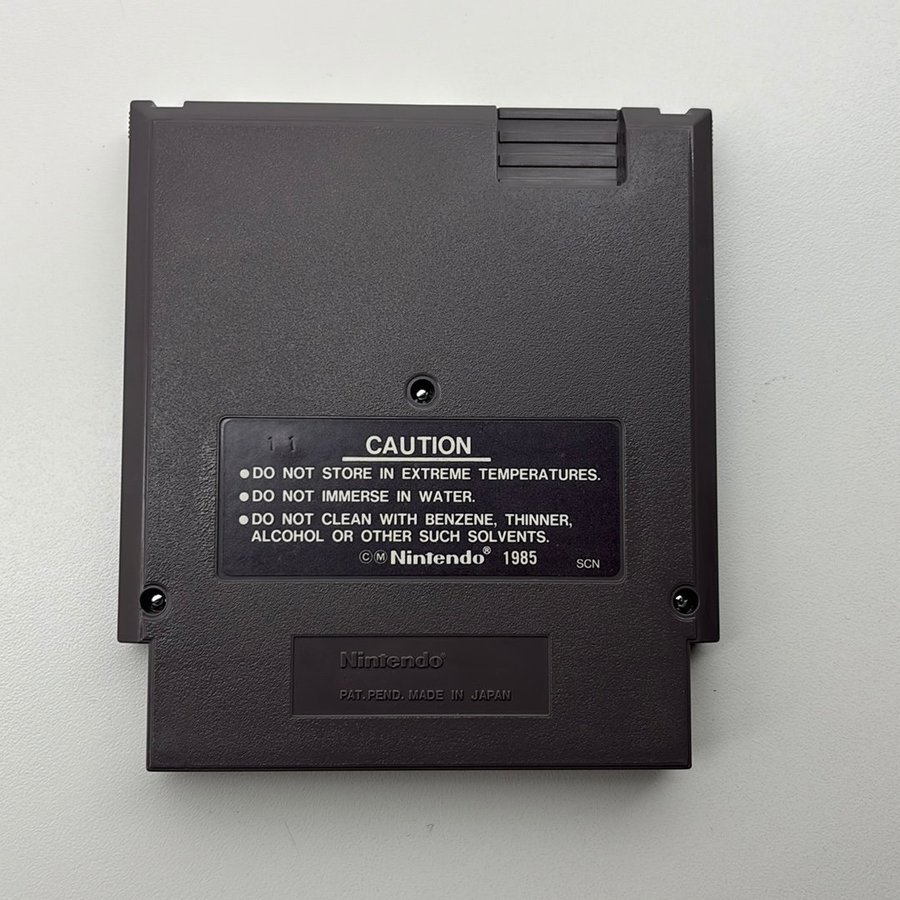 11
CAUTION
● DO NOT STORE IN EXTREME TEMPERATURES.
● DO NOT IMMERSE IN WATER.
● DO NOT CLEAN WITH BENZENE, THINNER,
ALCOHOL OR OTHER SUCH SOLVENTS.
ⒸⓂ Nintendo® 1985
SCN
Nintendo®
PAT. PEND. MADE IN JAPAN